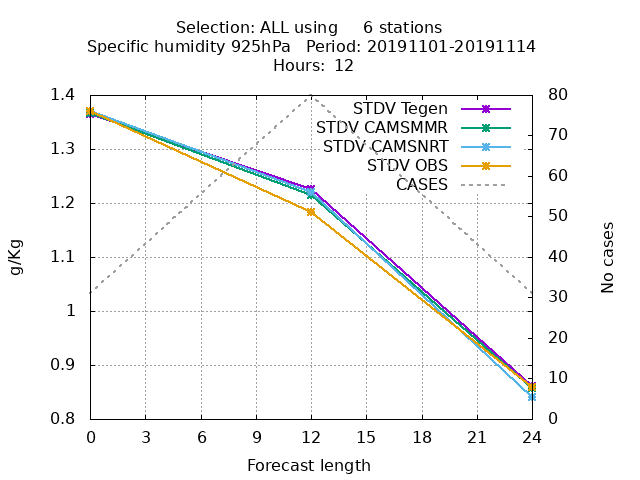 Selection: ALL using     6 stations
Specific humidity 925hPa   Period: 20191101-20191114
Hours: 12
STDV Tegen
STDV CAMSMMR
STDV CAMSNRT
STDV OBS
CASES
g/Kg
1.4
1.3
1.2
1.1
1
0.9
0.8
80
70
60
50
40
30
20
10
0
No cases
0 3 6 9 12 15 18 21 24
Forecast length